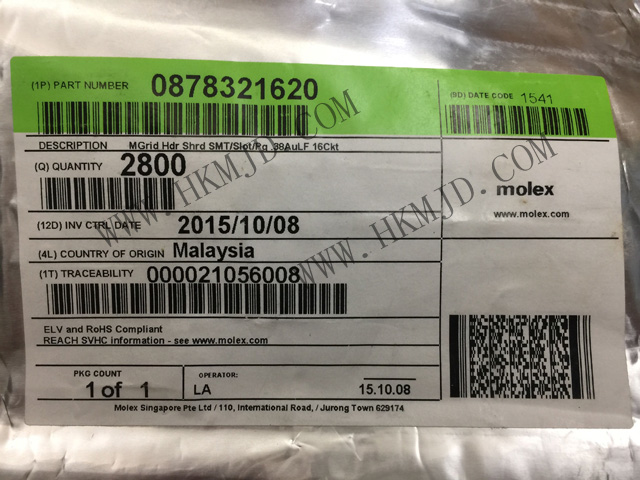 (1P) PART NUMBER 0878321620
(9D) DATE CODE 1541
DESCRIPTION MGrid Hdr Shrd SMT/Slot/Pg .38AuLF 16Ckt
(Q) QUANTITY 2800
molex
www.molex.com
(12D) INV CTRL DATE 2015/10/08
(4L) COUNTRY OF ORIGIN Malaysia
(1T) TRACEABILITY 000021056008
ELV and RoHS Compliant
REACH SVHC information - see www.molex.com
PKG COUNT
1 of 1
OPERATOR:
LA 15.10.08
Molex Singapore Pte Ltd / 110, International Road, / Jurong Town 629174
WWW.HKMJD.COM
WWW.HKMJD.COM